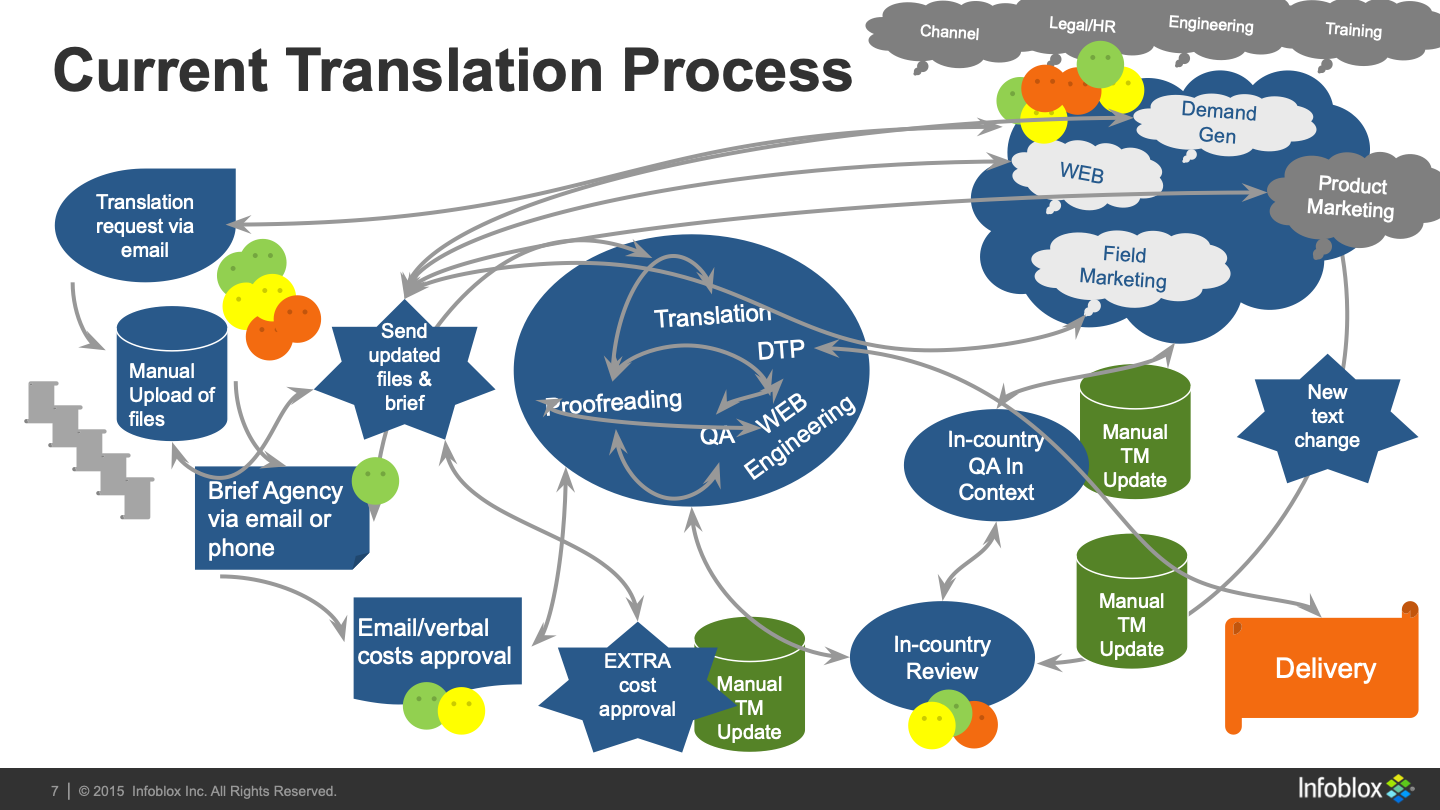 Current Translation Process
Channel
Legal/HR
Engineering
Training
Demand
Gen
WEB
Product
Marketing
Field
Marketing
Translation
request via
email
Manual
Upload of
files
Send
updated
files &
brief
Brief Agency
via email or
phone
Email/verbal
costs approval
Translation
DTP
Proofreading
QA
WEB
Engineering
EXTRA
cost
approval
Manual
TM
Update
In-country
QA In
Context
Manual
TM
Update
New
text
change
Manual
TM
Update
In-country
Review
Delivery
7 | © 2015 Infoblox Inc. All Rights Reserved.
Infoblox